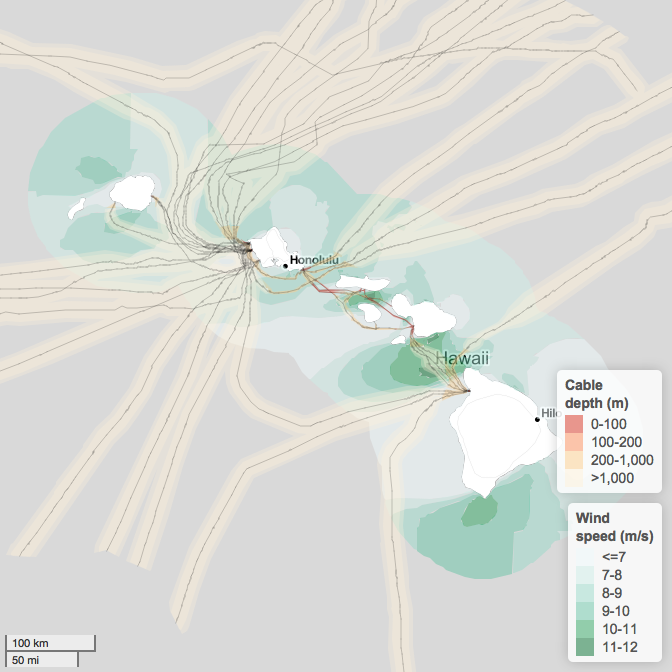 Honolulu
Hawaii
Cable
depth (m)
0-100
Hilo
100-200
200-1,000
>1,000
Wind
speed (m/s)
<=7
7-8
8-9
9-10
10-11
11-12
100 km
50 mi